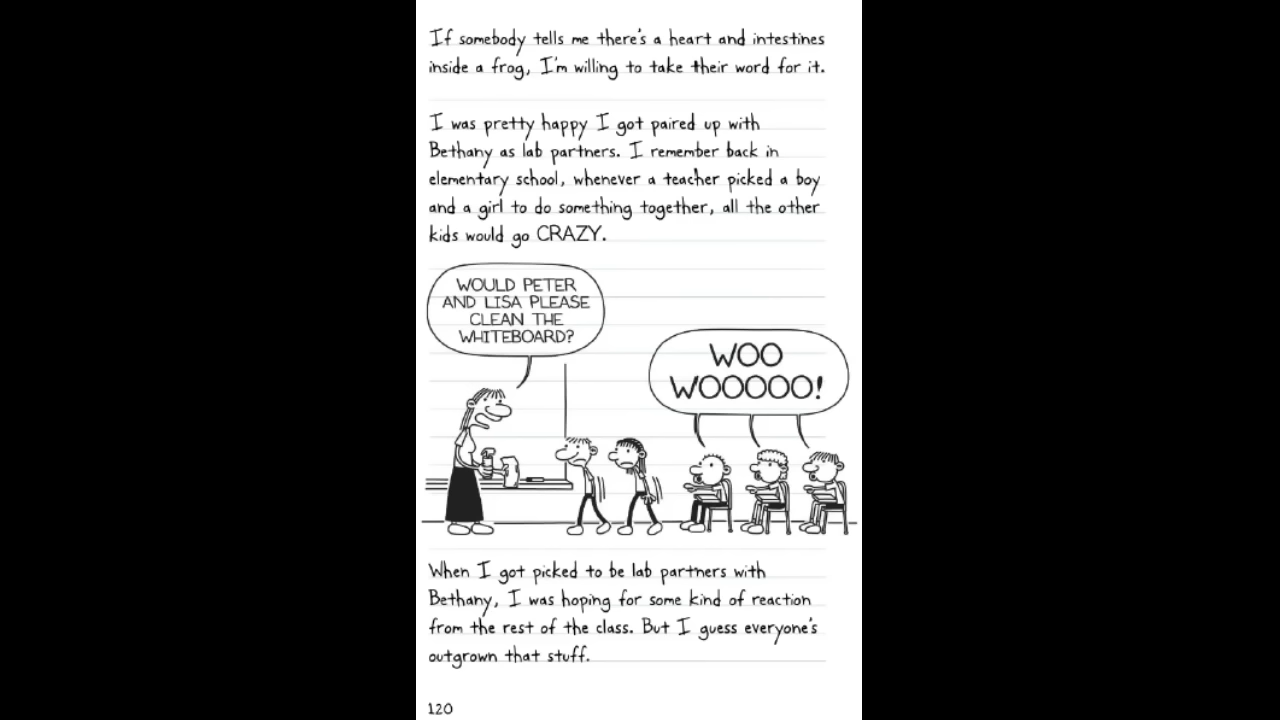 If somebody tells me there's a heart and intestines
inside a frog, I'm willing to take their word for it.
I was pretty happy I got paired up with
Bethany as lab partners. I remember back in
elementary school, whenever a teacher picked a boy
and a girl to do something together, all the other
kids would go CRAZY.
WOULD PETER
AND LISA PLEASE
CLEAN THE
WHITEBOARD?
WOO
WOOOOO!
When I got picked to be lab partners with
Bethany, I was hoping for some kind of reaction
from the rest of the class. But I guess everyone's
outgrown that stuff.
120